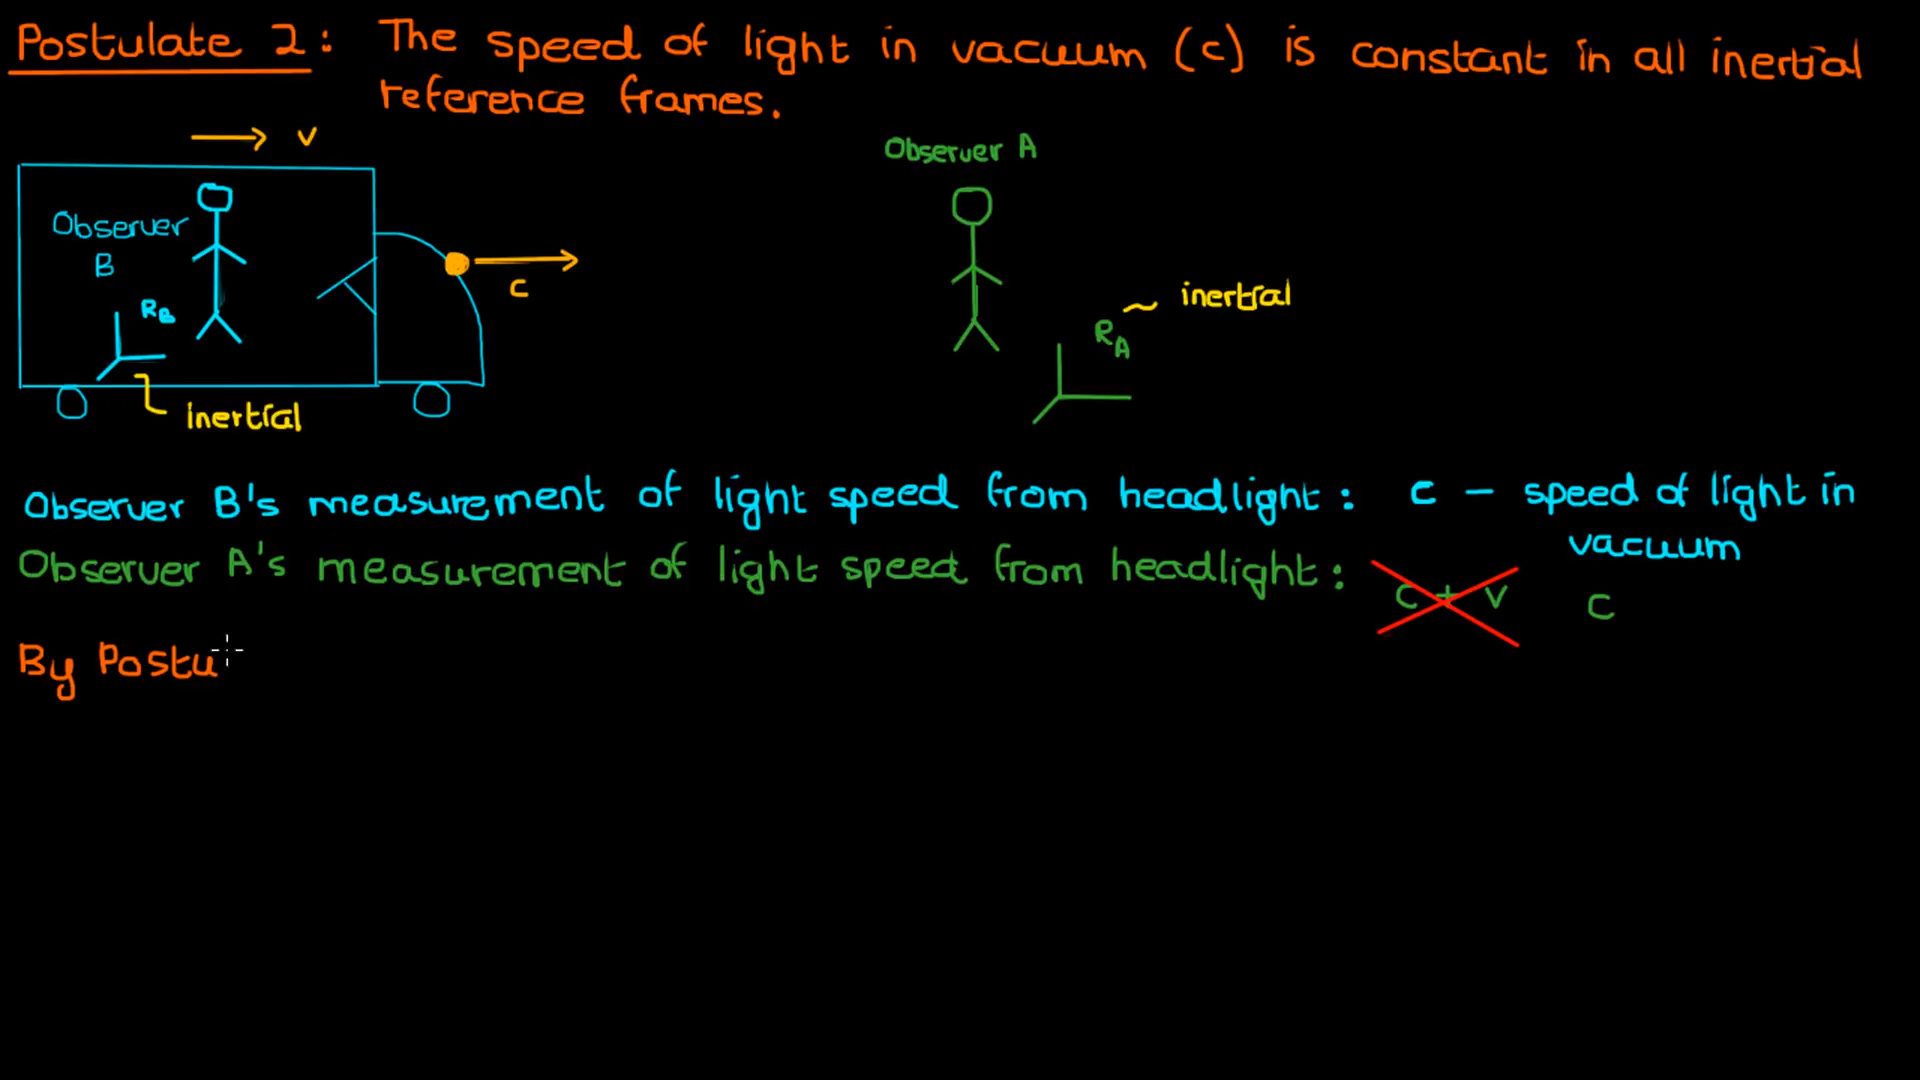 Postulate 2: The speed of light in vacuum (c) is constant in all inertial
reference frames.
v
Observer A
Observer
B
c
RB
inertial
RA
inertial
Observer B's measurement of light speed from headlight: c - speed of light in
vacuum
Observer A's measurement of light speed from headlight: c + v c
By Postu